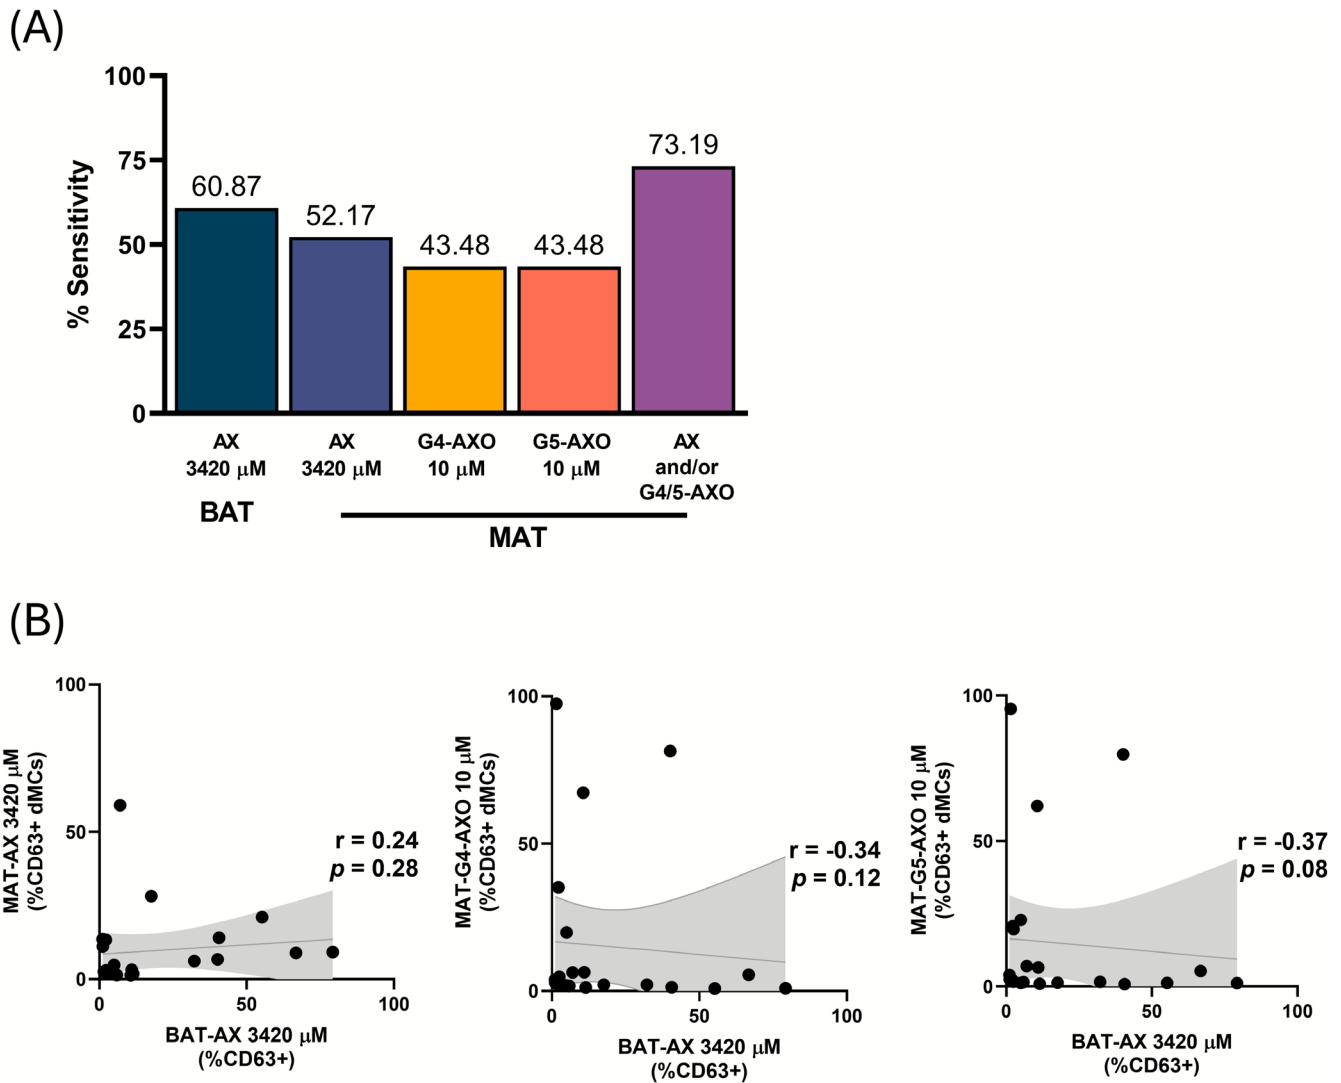 (A)
100
75
50
25
0
% Sensitivity
60.87
52.17
43.48
43.48
73.19
AX
3420 μM
AX
3420 μM
G4-AXO
10 μM
G5-AXO
10 μM
AX
and/or
G4/5-AXO
BAT
MAT
(B)
MAT-AX 3420 μM
(%CD63+ dMCs)
100
50
0
r = 0.24
p = 0.28
0
50
100
BAT-AX 3420 μM
(%CD63+)
MAT-G4-AXO 10 μM
(%CD63+ dMCs)
100
50
0
r = -0.34
p = 0.12
0
50
100
BAT-AX 3420 μM
(%CD63+)
MAT-G5-AXO 10 μM
(%CD63+ dMCs)
100
50
0
r = -0.37
p = 0.08
0
50
100
BAT-AX 3420 μM
(%CD63+)